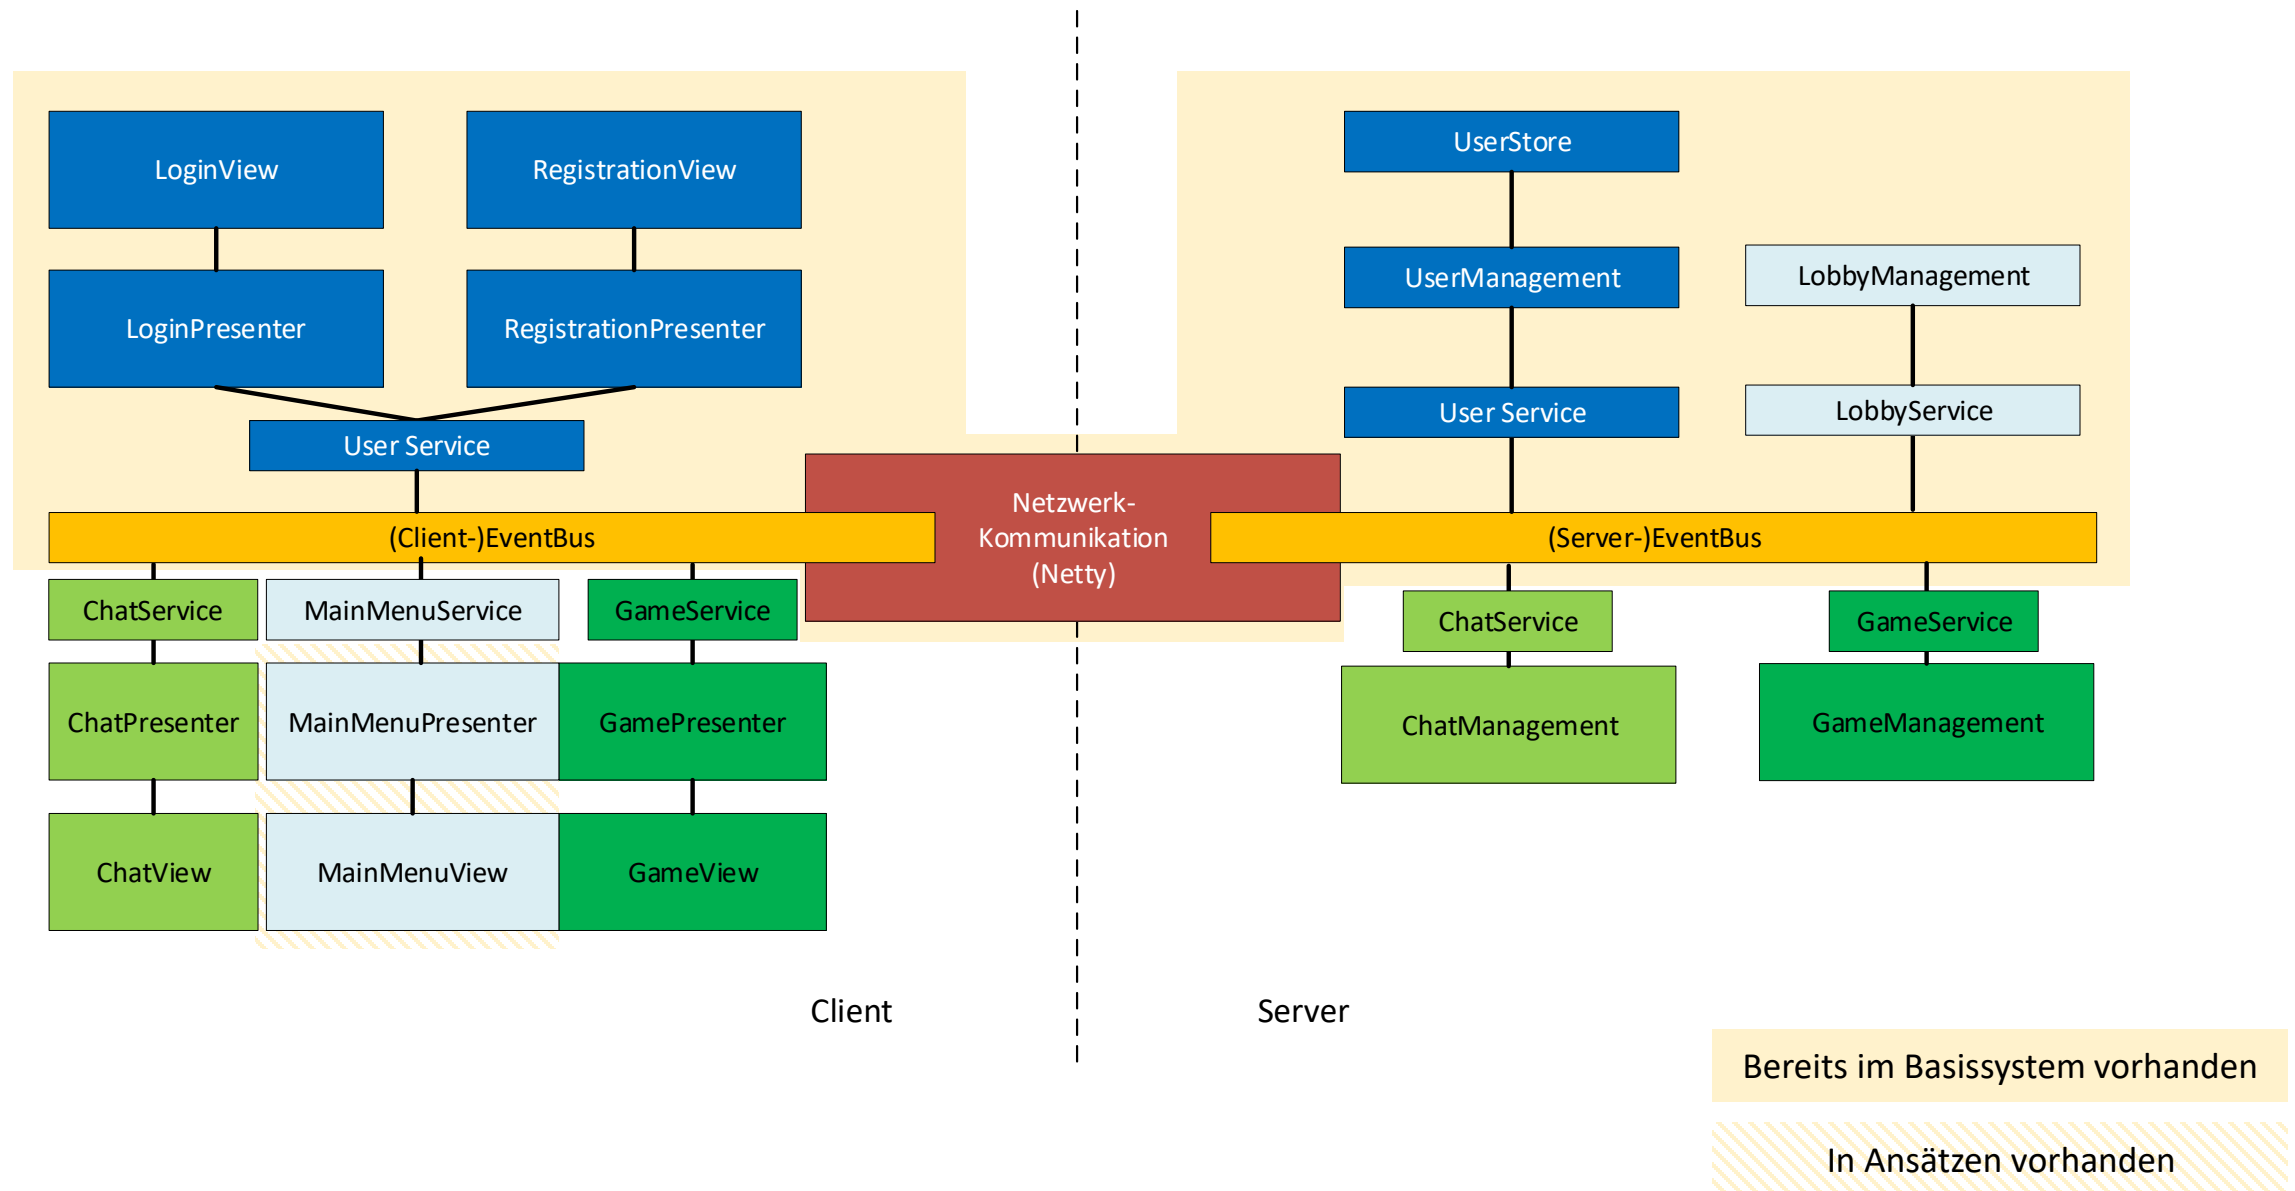 LoginView
RegistrationView
LoginPresenter
RegistrationPresenter
User Service
(Client-)EventBus
ChatService
MainMenuService
GameService
ChatPresenter
MainMenuPresenter
GamePresenter
ChatView
MainMenuView
GameView
Netzwerk-
Kommunikation
(Netty)
UserStore
UserManagement
LobbyManagement
User Service
LobbyService
(Server-)EventBus
ChatService
GameService
ChatManagement
GameManagement
Client
Server
Bereits im Basissystem vorhanden
In Ansätzen vorhanden